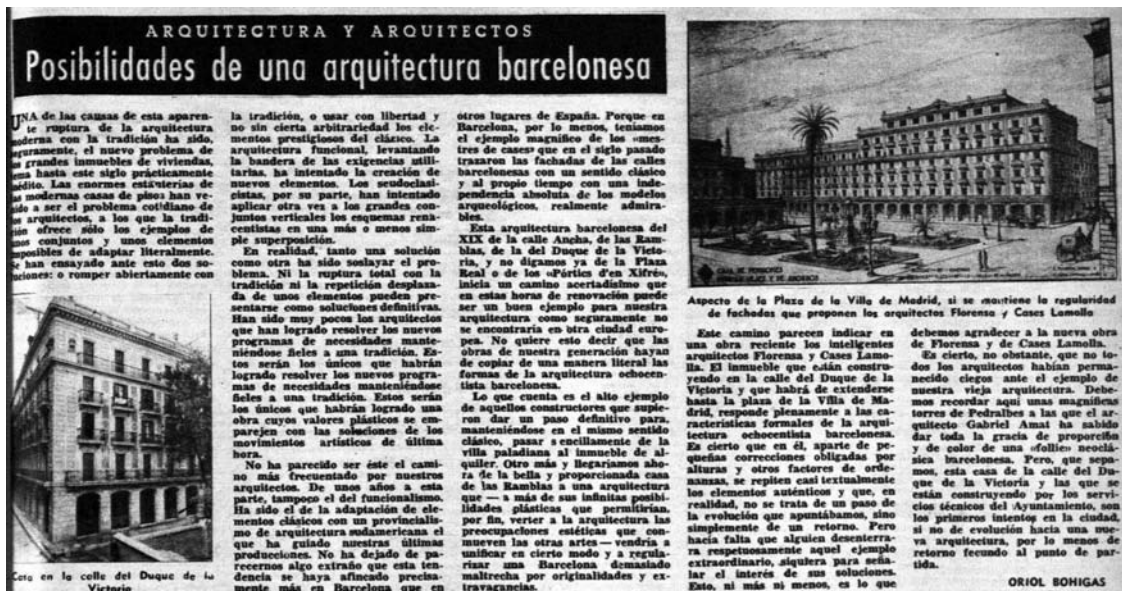 ARQUITECTURA Y ARQUITECTOS
Posibilidades de una arquitectura barcelonesa
UNA de las causas de esta aparen-
te ruptura de la arquitectura
moderna con la tradición ha sido,
seguramente, el nuevo problema de
grandes inmuebles de viviendas,
hasta este siglo prácticamente
inédito. Las enormes estanterías de
modernas casas de pisos han ve-
nido a ser el problema cotidiano de
arquitectos, a los que la tradi-
ción ofrece sólo los ejemplos de
unos conjuntos y unos elementos
imposibles de adaptar literalmente.
Se han ensayado ante esto dos so-
luciones: o romper abiertamente con
Casa en la calle del Duque de la
Victoria
la tradición, o usar con libertad y
no sin cierta arbitrariedad los ele-
mentos prestigiosos del clásico. La
arquitectura funcional, levantando
la bandera de las exigencias utili-
tarias, ha intentado la creación de
nuevos elementos. Los seudoclasi-
cistas, por su parte, han intentado
aplicar otra vez a los grandes con-
juntos verticales los esquemas rena-
centistas en una más o menos sim-
ple superposición.
En realidad, tanto una solución
como otra ha sido soslayar el pro-
blema. Ni la ruptura total con la
tradición ni la repetición desplaza-
da de unos elementos pueden pre-
sentarse como soluciones definitivas.
Han sido muy pocos los arquitectos
que han logrado resolver los nuevos
programas de necesidades mante-
niéndose fieles a una tradición. Es-
tos serán los únicos que habrán
logrado resolver los nuevos progra-
mas de necesidades manteniéndose
fieles a una tradición. Estos serán
los únicos que habrán logrado una
obra cuyos valores plásticos se em-
parejen con las soluciones de los
movimientos artísticos de última
hora.
No ha parecido ser éste el cami-
no más frecuentado por nuestros
arquitectos. De unos años a esta
parte, tampoco el del funcionalismo.
Ha sido el de la adaptación de ele-
mentos clásicos con un provincialis-
mo de arquitectura sudamericana el
que ha guiado nuestras últimas
producciones. No ha dejado de pa-
recernos algo extraño que esta ten-
dencia se haya afincado precisa-
mente más en Barcelona que en
otros lugares de España. Porque en
Barcelona, por lo menos, teníamos
el ejemplo magnífico de los «mes-
tres de cases» que en el siglo pasado
trazaron las fachadas de las calles
barcelonesas con un sentido clásico
y al propio tiempo con una inde-
pendencia absoluta de los modelos
arqueológicos, realmente admira-
bles.
Esta arquitectura barcelonesa del
XIX de la calle Ancha, de las Ram-
blas, de la del Duque de la Victo-
ria, y no digamos ya de la Plaza
Real o de los «Pórtics d'en Xifré»,
inicia un camino acertadísimo que
en estas horas de renovación puede
ser un buen ejemplo para nuestra
arquitectura como seguramente no
se encontraría en otra ciudad euro-
pea. No quiere esto decir que las
obras de nuestra generación hayan
de copiar de una manera literal las
formas de la arquitectura ochocen-
tista barcelonesa.
Lo que cuenta es el alto ejemplo
de aquellos constructores que supie-
ron dar un paso definitivo para,
manteniéndose en el mismo sentido
clásico, pasar sencillamente de la
villa paladiana al inmueble de al-
quiler. Otro más y llegaríamos aho-
ra de la bella y proporcionada casa
de las Ramblas a una arquitectura
que — a más de sus infinitas posibi-
lidades plásticas que permitirían,
por fin, verter a la arquitectura las
preocupaciones estéticas que con-
mueven las otras artes — vendría a
unificar en cierto modo y a regula-
rizar una Barcelona demasiado
maltrecha por originalidades y ex-
travagancias.
Aspecto de la Plaza de la Villa de Madrid, si se mantiene la regularidad
de fachadas que proponen los arquitectos Florensa y Cases Lamolla
Este camino parecen indicar en
una obra reciente los inteligentes
arquitectos Florensa y Cases Lamo-
lla. El inmueble que están constru-
yendo en la calle del Duque de la
Victoria y que habrá de extenderse
hasta la plaza de la Villa de Ma-
drid, responde plenamente a las ca-
racterísticas formales de la arqui-
tectura ochocentista barcelonesa.
Es cierto que en él, aparte de pe-
queñas correcciones obligadas por
alturas y otros factores de orde-
nanzas, se repiten casi textualmente
los elementos auténticos y que, en
realidad, no se trata de un paso de
la evolución que apuntábamos, sino
simplemente de un retorno. Pero
hacía falta que alguien desenterra-
ra respetuosamente aquel ejemplo
extraordinario, siquiera para seña-
lar el interés de sus soluciones.
Esto, ni más ni menos, es lo que
debemos agradecer a la nueva obra
de Florensa y de Cases Lamolla.
Es cierto, no obstante, que no to-
dos los arquitectos habían perma-
necido ciegos ante el ejemplo de
nuestra vieja arquitectura. Debe-
mos recordar aquí unas magníficas
torres de Pedralbes a las que el ar-
quitecto Gabriel Amat ha sabido
dar toda la gracia de proporción
y de color de una «follie» neoclá-
sica barcelonesa. Pero, que sepa-
mos, esta casa de la calle del Du-
que de la Victoria y las que se
están construyendo por los servi-
cios técnicos del Ayuntamiento, son
los primeros intentos en la ciudad,
si no de evolución hacia una nue-
va arquitectura, por lo menos de
retorno fecundo al punto de par-
tida.
ORIOL BOHIGAS